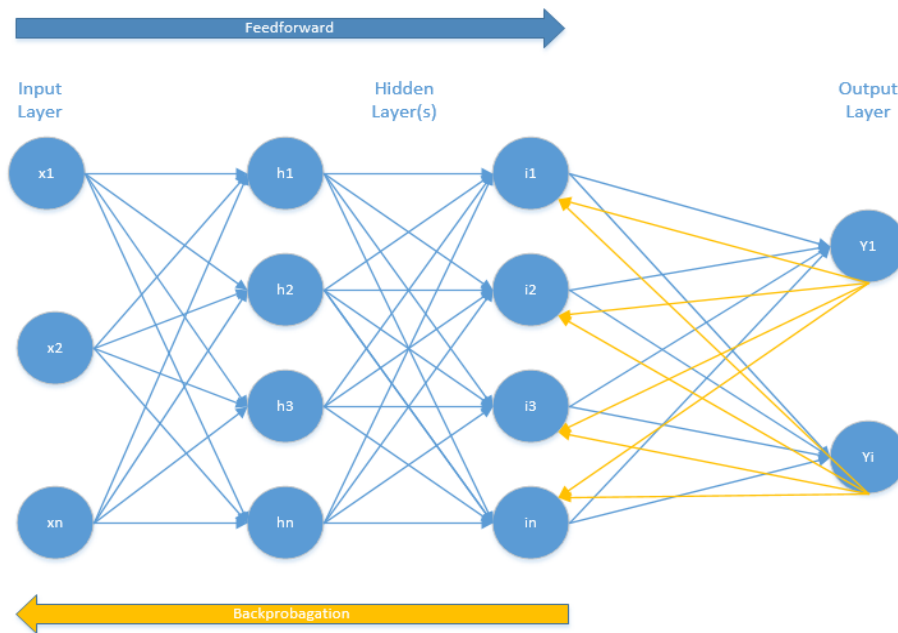 Feedforward
Input
Layer
Hidden
Layer(s)
Output
Layer
x1
h1
i1
Y1
h2
i2
x2
h3
i3
Yi
xn
hn
in
Backprobagation